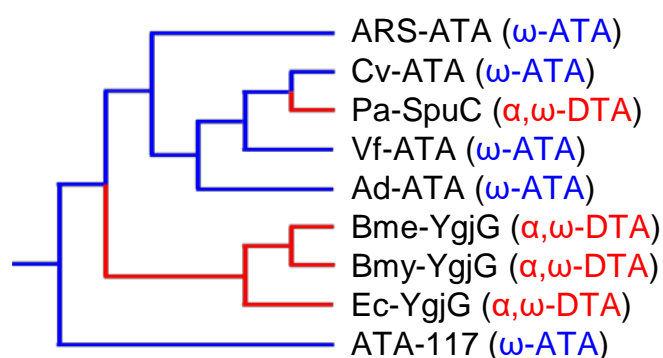 ARS-ATA (ω-ATA)
Cv-ATA (ω-ATA)
Pa-SpuC (α,ω-DTA)
Vf-ATA (ω-ATA)
Ad-ATA (ω-ATA)
Bme-YgjG (α,ω-DTA)
Bmy-YgjG (α,ω-DTA)
Ec-YgjG (α,ω-DTA)
ATA-117 (ω-ATA)